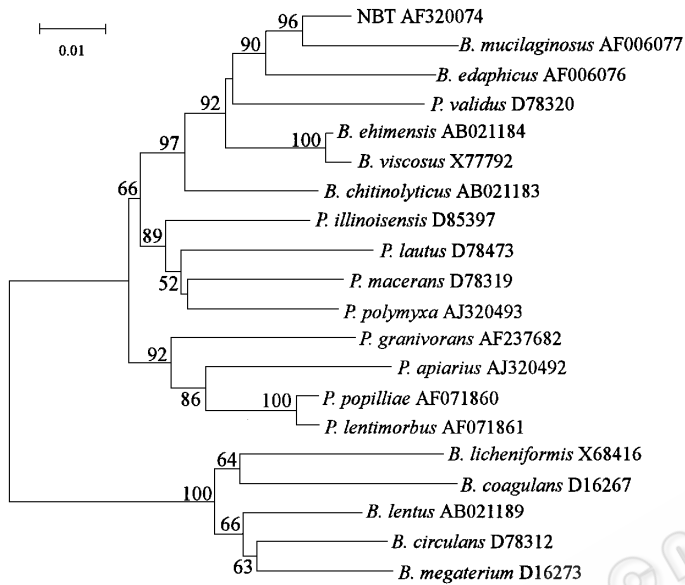 96
NBT AF320074
0.01
90
B. mucilaginosus AF006077
B. edaphicus AF006076
92
P. validus D78320
B. ehimensis AB021184
100
97
B. viscosus X77792
66
B. chitinolyticus AB021183
P. illinoisensis D85397
89
P. lautus D78473
52
P. macerans D78319
P. polymyxa AJ320493
P. granivorans AF237682
92
P. apiarius AJ320492
86
100
P. popilliae AF071860
P. lentimorbus AF071861
64
B. licheniformis X68416
B. coagulans D16267
100
B. lentus AB021189
66
B. circulans D78312
63
B. megaterium D16273